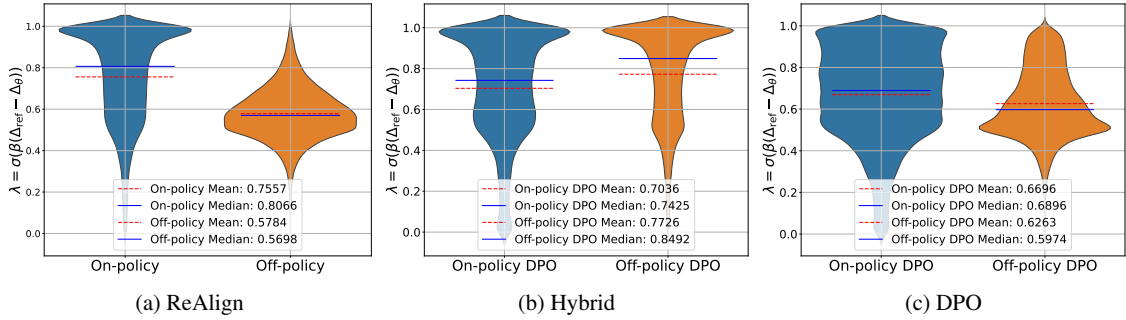 λ = σ(β(Δref − Δθ))
1.0
0.8
0.6
0.4
0.2
0.0
On-policy Mean: 0.7557
On-policy Median: 0.8066
Off-policy Mean: 0.5784
Off-policy Median: 0.5698
On-policy
Off-policy
(a) ReAlign
λ = σ(β(Δref − Δθ))
1.0
0.8
0.6
0.4
0.2
0.0
On-policy DPO Mean: 0.7036
On-policy DPO Median: 0.7425
Off-policy DPO Mean: 0.7726
Off-policy DPO Median: 0.8492
On-policy DPO
Off-policy DPO
(b) Hybrid
λ = σ(β(Δref − Δθ))
1.0
0.8
0.6
0.4
0.2
0.0
On-policy DPO Mean: 0.6696
On-policy DPO Median: 0.6896
Off-policy DPO Mean: 0.6263
Off-policy DPO Median: 0.5974
On-policy DPO
Off-policy DPO
(c) DPO